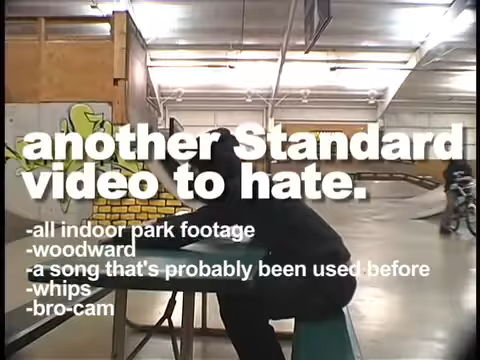 another Standard
video to hate.
-all indoor park footage
-woodward
-a song that's probably been used before
-whips
-bro-cam